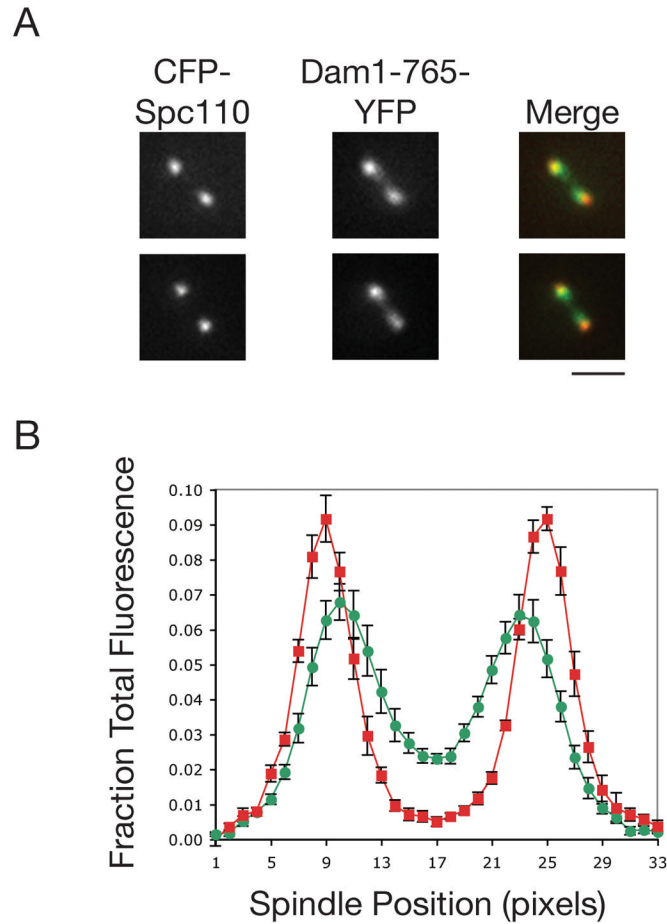 A
CFP-
Spc110
Dam1-765-
YFP
Merge
B
Fraction Total Fluorescence
0.10
0.09
0.08
0.07
0.06
0.05
0.04
0.03
0.02
0.01
0.00
1 5 9 13 17 21 25 29 33
Spindle Position (pixels)